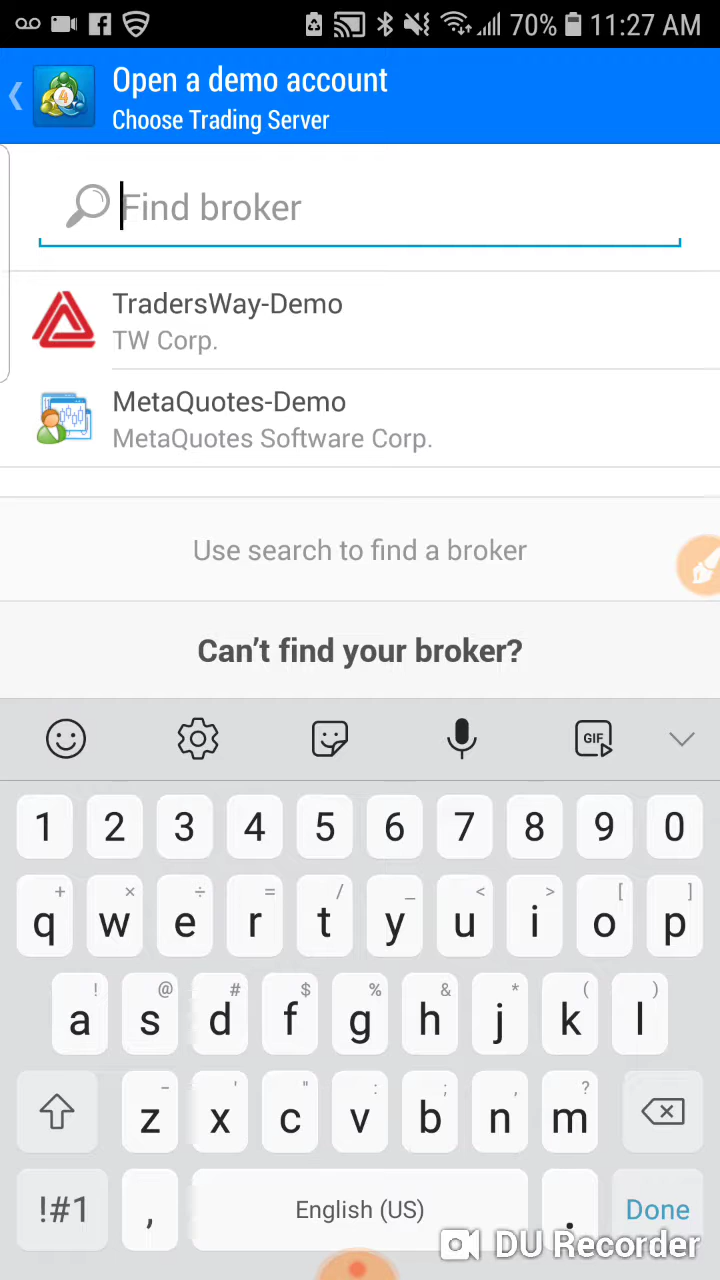 70% 11:27 AM
4
Open a demo account
Choose Trading Server
Find broker
TradersWay-Demo
TW Corp.
MetaQuotes-Demo
MetaQuotes Software Corp.
Use search to find a broker
Can’t find your broker?
GIF
1 2 3 4 5 6 7 8 9 0
+ × ÷ = / _ < > [ ]
q w e r t y u i o p
! @ # $ % & * ( )
a s d f g h j k l
- ' " : ; , ?
z x c v b n m
!#1 , English (US) . Done
DU Recorder